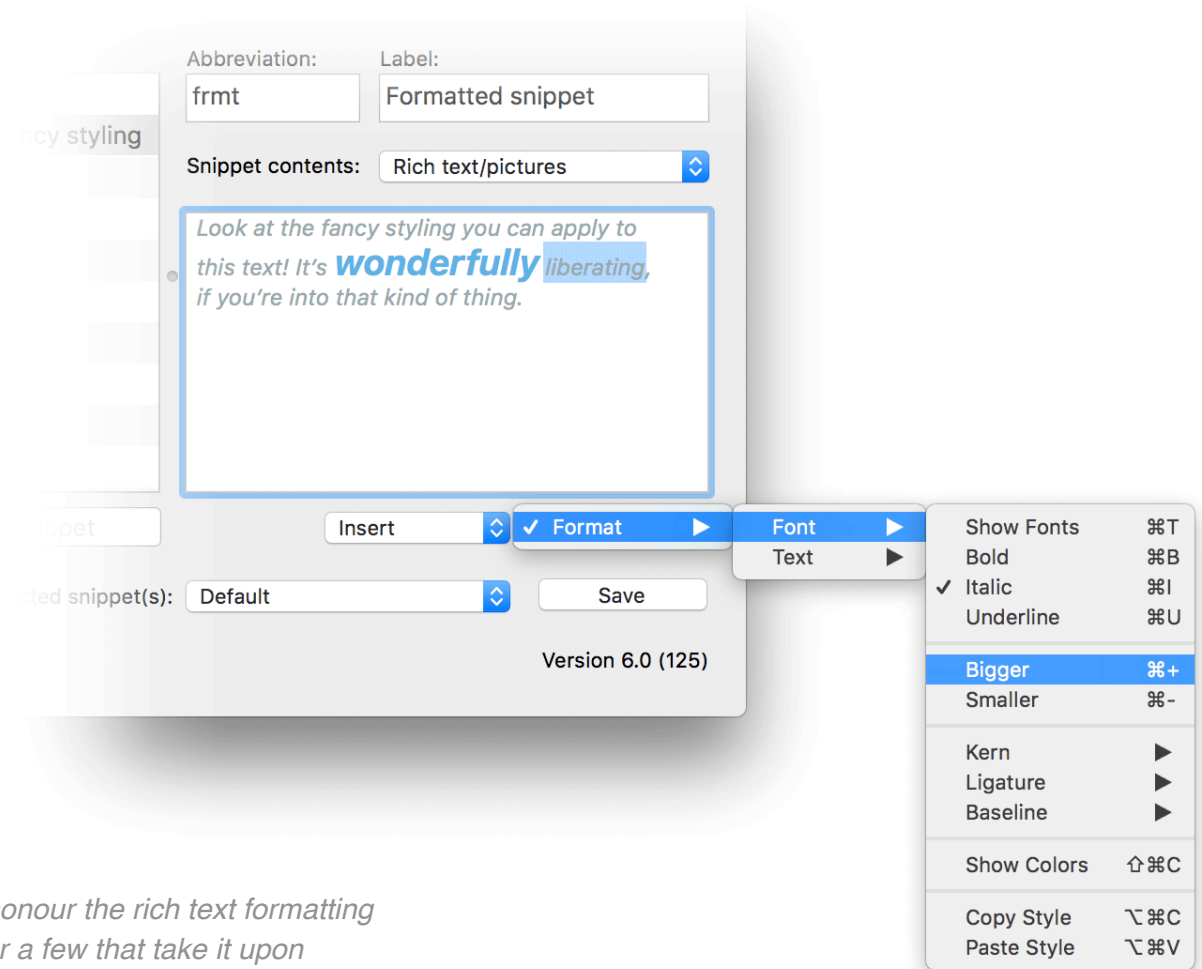 Abbreviation: Label:
frmt Formatted snippet
styling
Snippet contents: Rich text/pictures
Look at the fancy styling you can apply to
this text! It's wonderfully liberating,
if you're into that kind of thing.
Insert ✓ Format ▶ Font ▶ Show Fonts ⌘T
Text ▶ Bold ⌘B
✓ Italic ⌘I
snippet(s): Default Save Underline ⌘U
Version 6.0 (125) Bigger ⌘+
Smaller ⌘-
Kern ▶
Ligature ▶
Baseline ▶
Show Colors ⇧⌘C
Copy Style ⌥⌘C
Paste Style ⌥⌘V
the rich text formatting
a few that take it upon